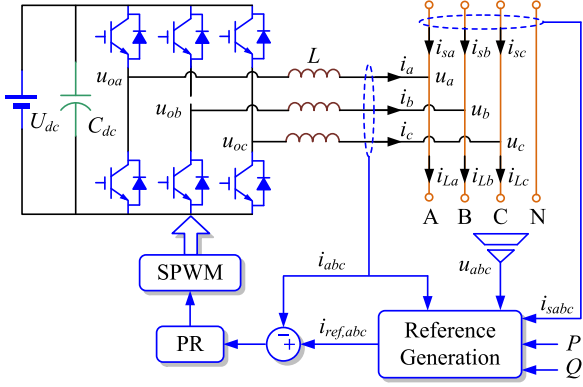 L
i_a
i_sa
i_sb
i_sc
u_oa
u_a
U_dc
C_dc
u_ob
i_b
u_b
u_oc
i_c
u_c
i_La
i_Lb
i_Lc
A B C N
SPWM
i_abc
u_abc
i_sabc
PR
−
+
i_ref,abc
Reference
Generation
P
Q